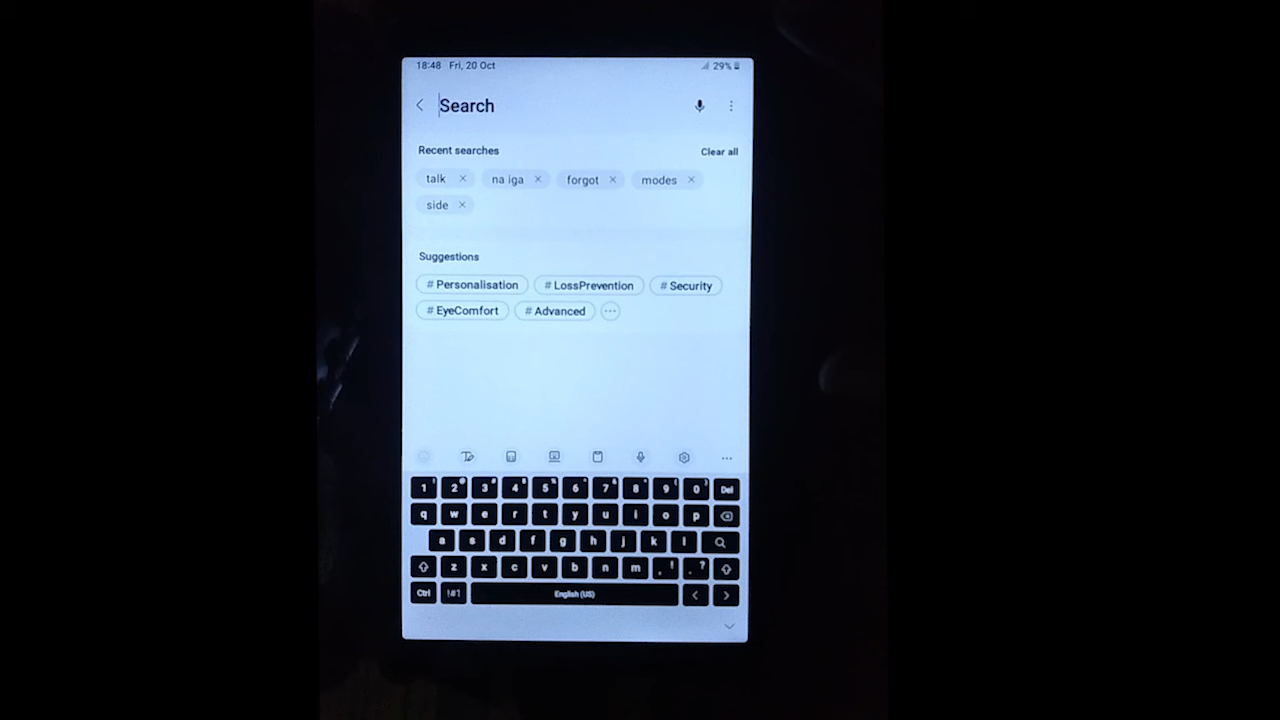 18:48 Fri, 20 Oct 29%
Search
Recent searches Clear all
talk × na iga × forgot × modes ×
side ×
Suggestions
# Personalisation # LossPrevention # Security
# EyeComfort # Advanced ...
1 2 3 4 5 6 7 8 9 0 Del
q w e r t y u i o p
a s d f g h j k l
z x c v b n m , ! . ?
Ctrl !#1 English (US) < >